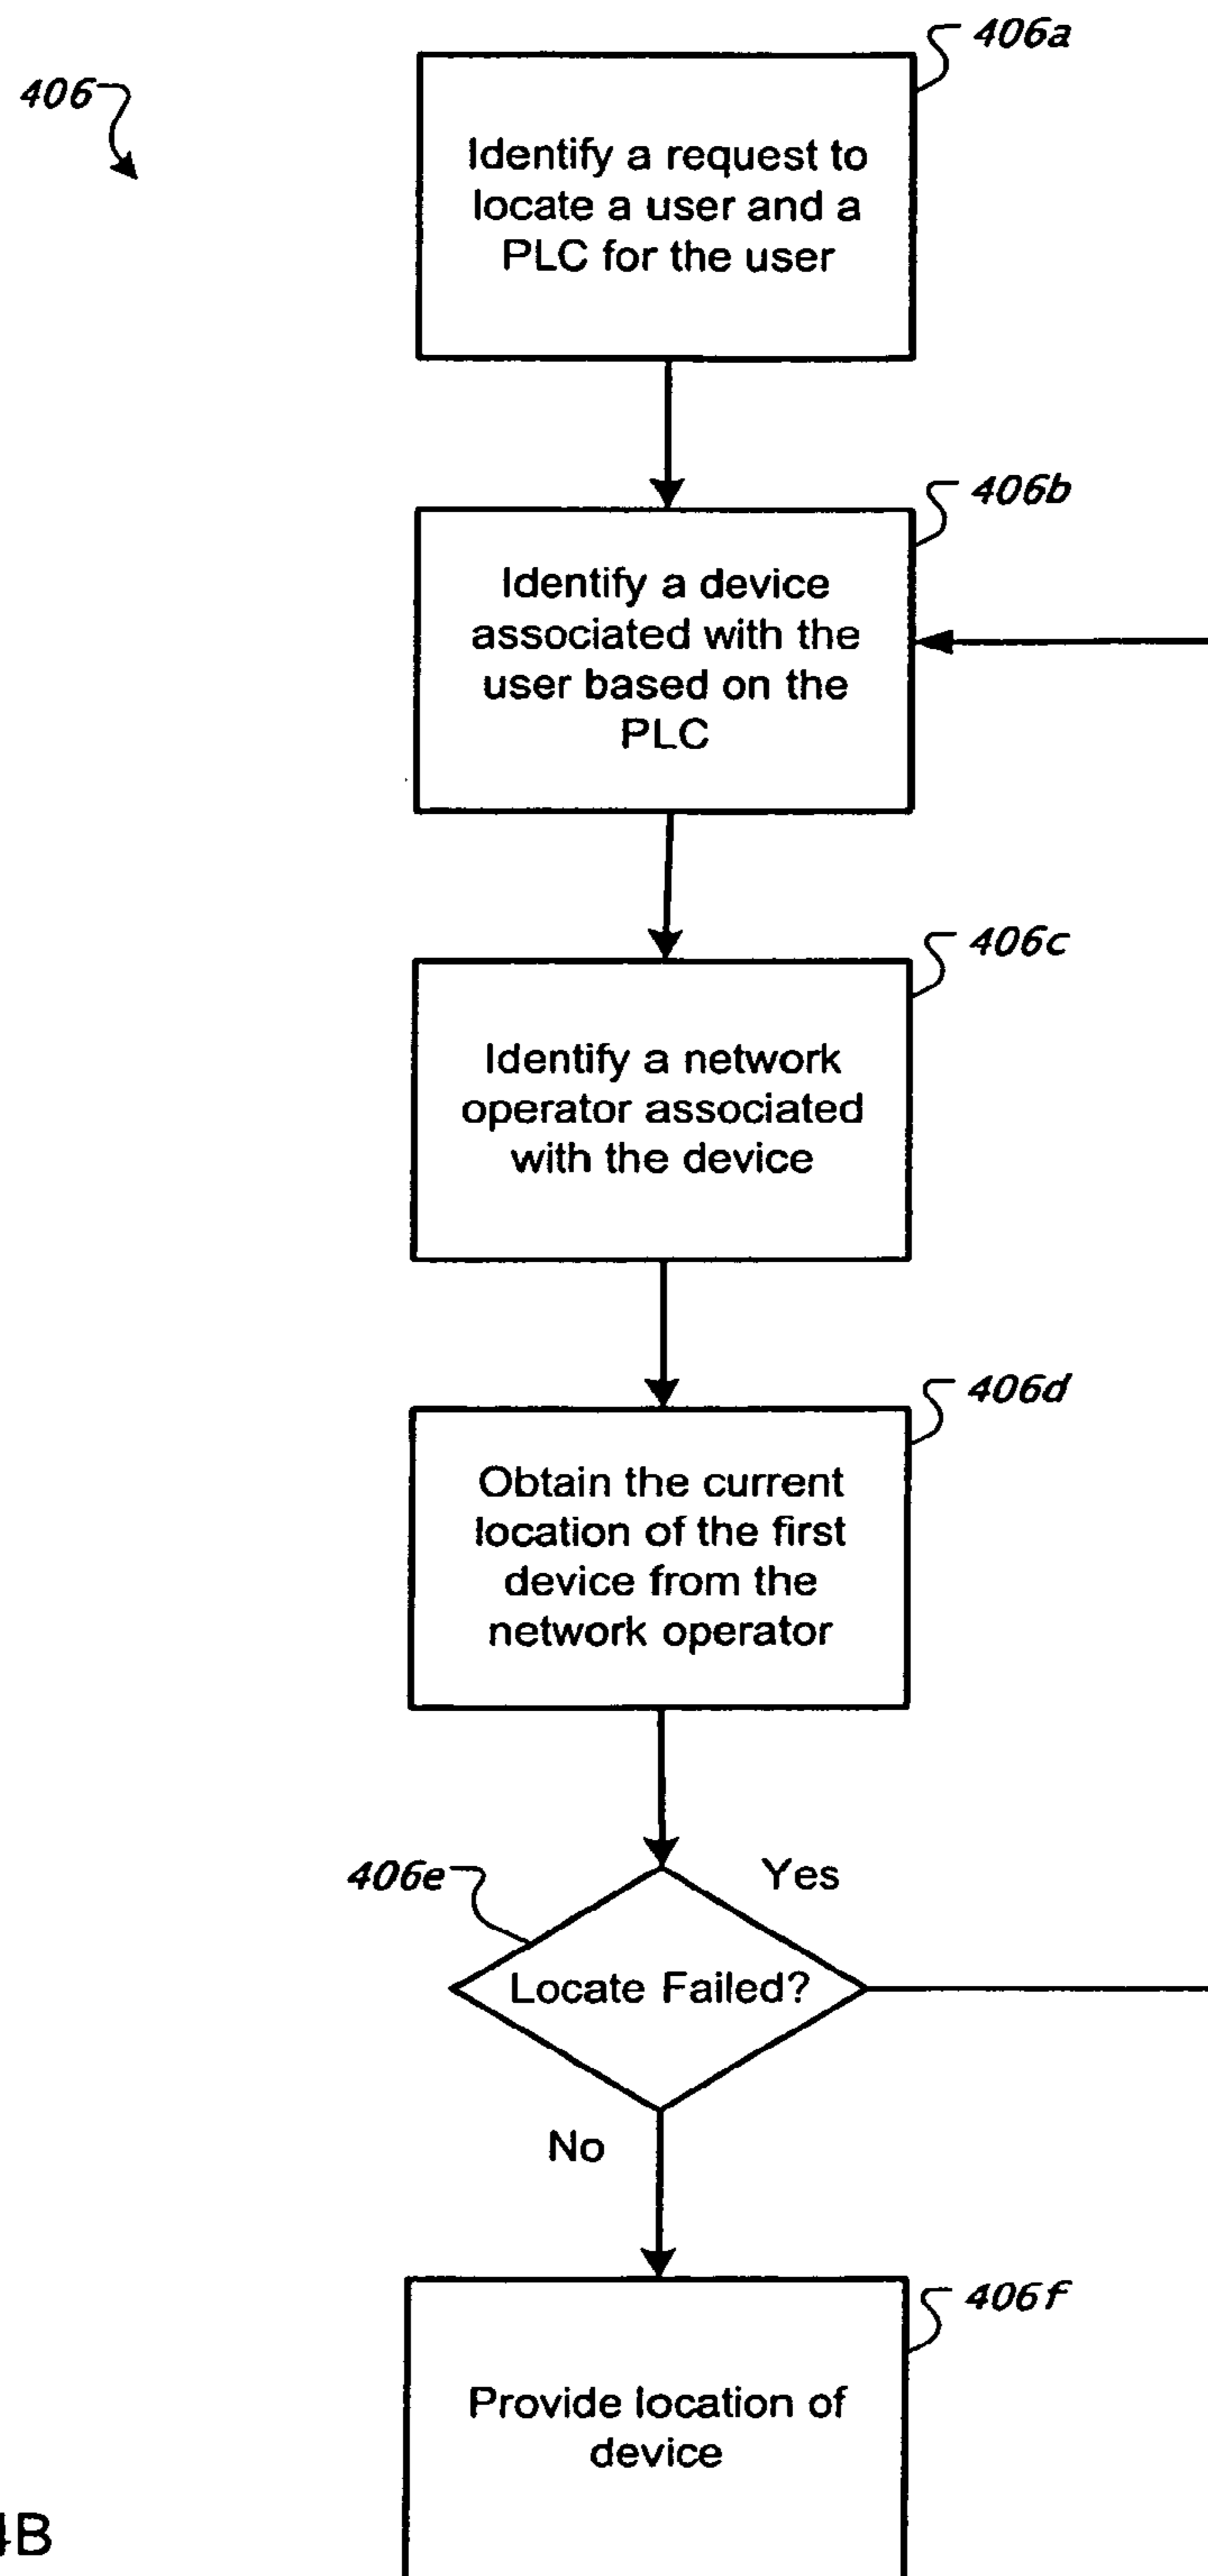 406a
406
Identify a request to
locate a user and a
PLC for the user
406b
Identify a device
associated with the
user based on the
PLC
406c
Identify a network
operator associated
with the device
406d
Obtain the current
location of the first
device from the
network operator
406e
Yes
Locate Failed?
No
406f
Provide location of
device
4B